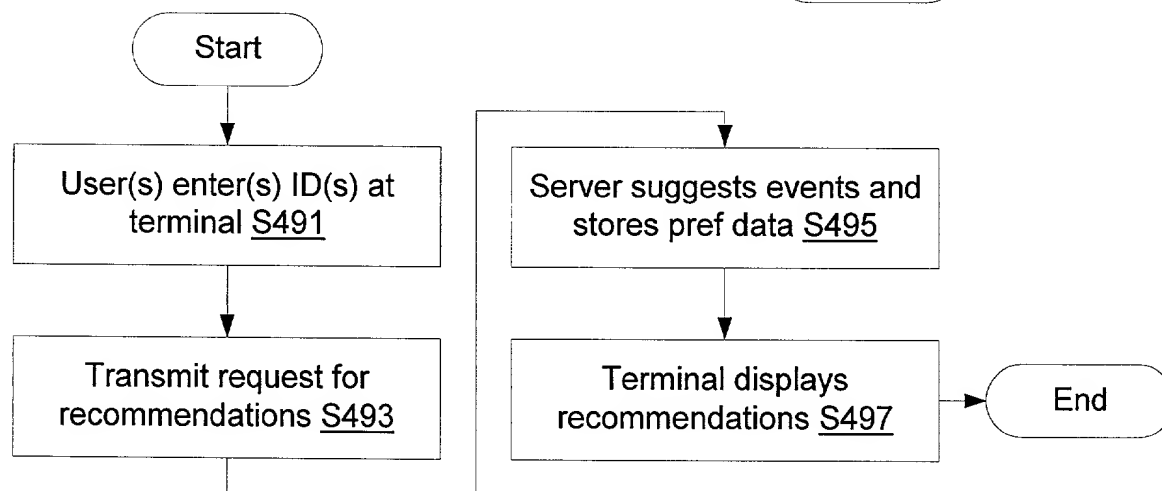 Start
User(s) enter(s) ID(s) at
terminal S491
Transmit request for
recommendations S493
Server suggests events and
stores pref data S495
Terminal displays
recommendations S497
End